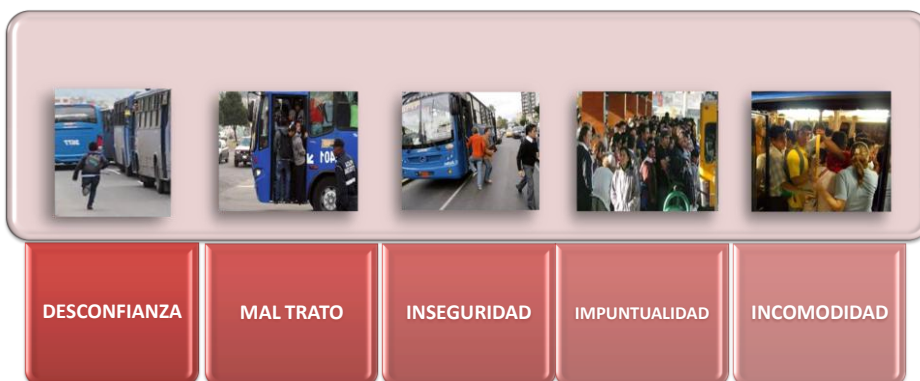 DESCONFIANZA
MAL TRATO
INSEGURIDAD
IMPUNTUALIDAD
INCOMODIDAD